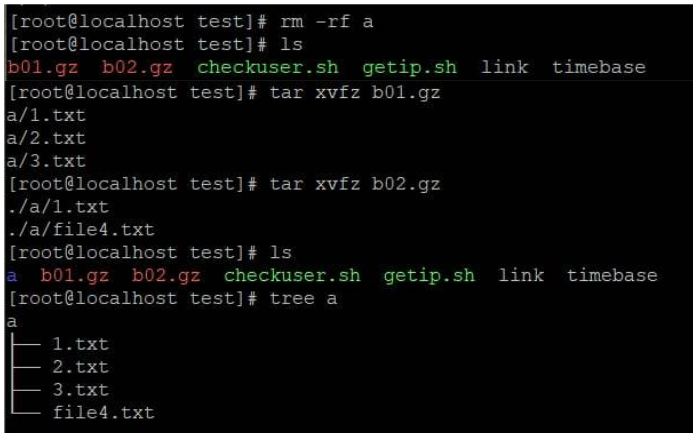 [root@localhost test]# rm -rf a
[root@localhost test]# ls
b01.gz  b02.gz  checkuser.sh  getip.sh  link  timebase
[root@localhost test]# tar xvfz b01.gz
a/1.txt
a/2.txt
a/3.txt
[root@localhost test]# tar xvfz b02.gz
./a/1.txt
./a/file4.txt
[root@localhost test]# ls
a  b01.gz  b02.gz  checkuser.sh  getip.sh  link  timebase
[root@localhost test]# tree a
a
├── 1.txt
├── 2.txt
├── 3.txt
└── file4.txt